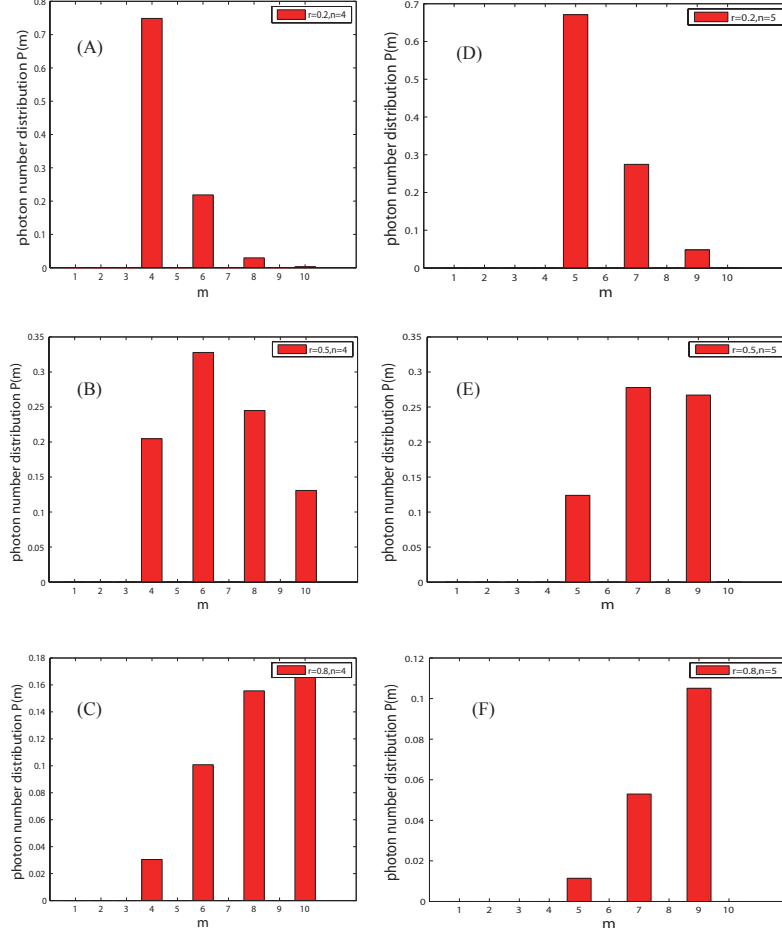 0.8
0.7
0.6
0.5
0.4
0.3
0.2
0.1
0
photon number distribution P(m)
(A)
r=0.2,n=4
1 2 3 4 5 6 7 8 9 10
m
0.7
0.6
0.5
0.4
0.3
0.2
0.1
0
photon number distribution P(m)
(D)
r=0.2,n=5
1 2 3 4 5 6 7 8 9 10
m
0.35
0.3
0.25
0.2
0.15
0.1
0.05
0
photon number distribution P(m)
(B)
r=0.5,n=4
1 2 3 4 5 6 7 8 9 10
m
0.35
0.3
0.25
0.2
0.15
0.1
0.05
0
photon number distribution P(m)
(E)
r=0.5,n=5
1 2 3 4 5 6 7 8 9 10
m
0.18
0.16
0.14
0.12
0.1
0.08
0.06
0.04
0.02
0
photon number distribution P(m)
(C)
r=0.8,n=4
1 2 3 4 5 6 7 8 9 10
m
0.12
0.1
0.08
0.06
0.04
0.02
0
photon number distribution P(m)
(F)
r=0.8,n=5
1 2 3 4 5 6 7 8 9 10
m